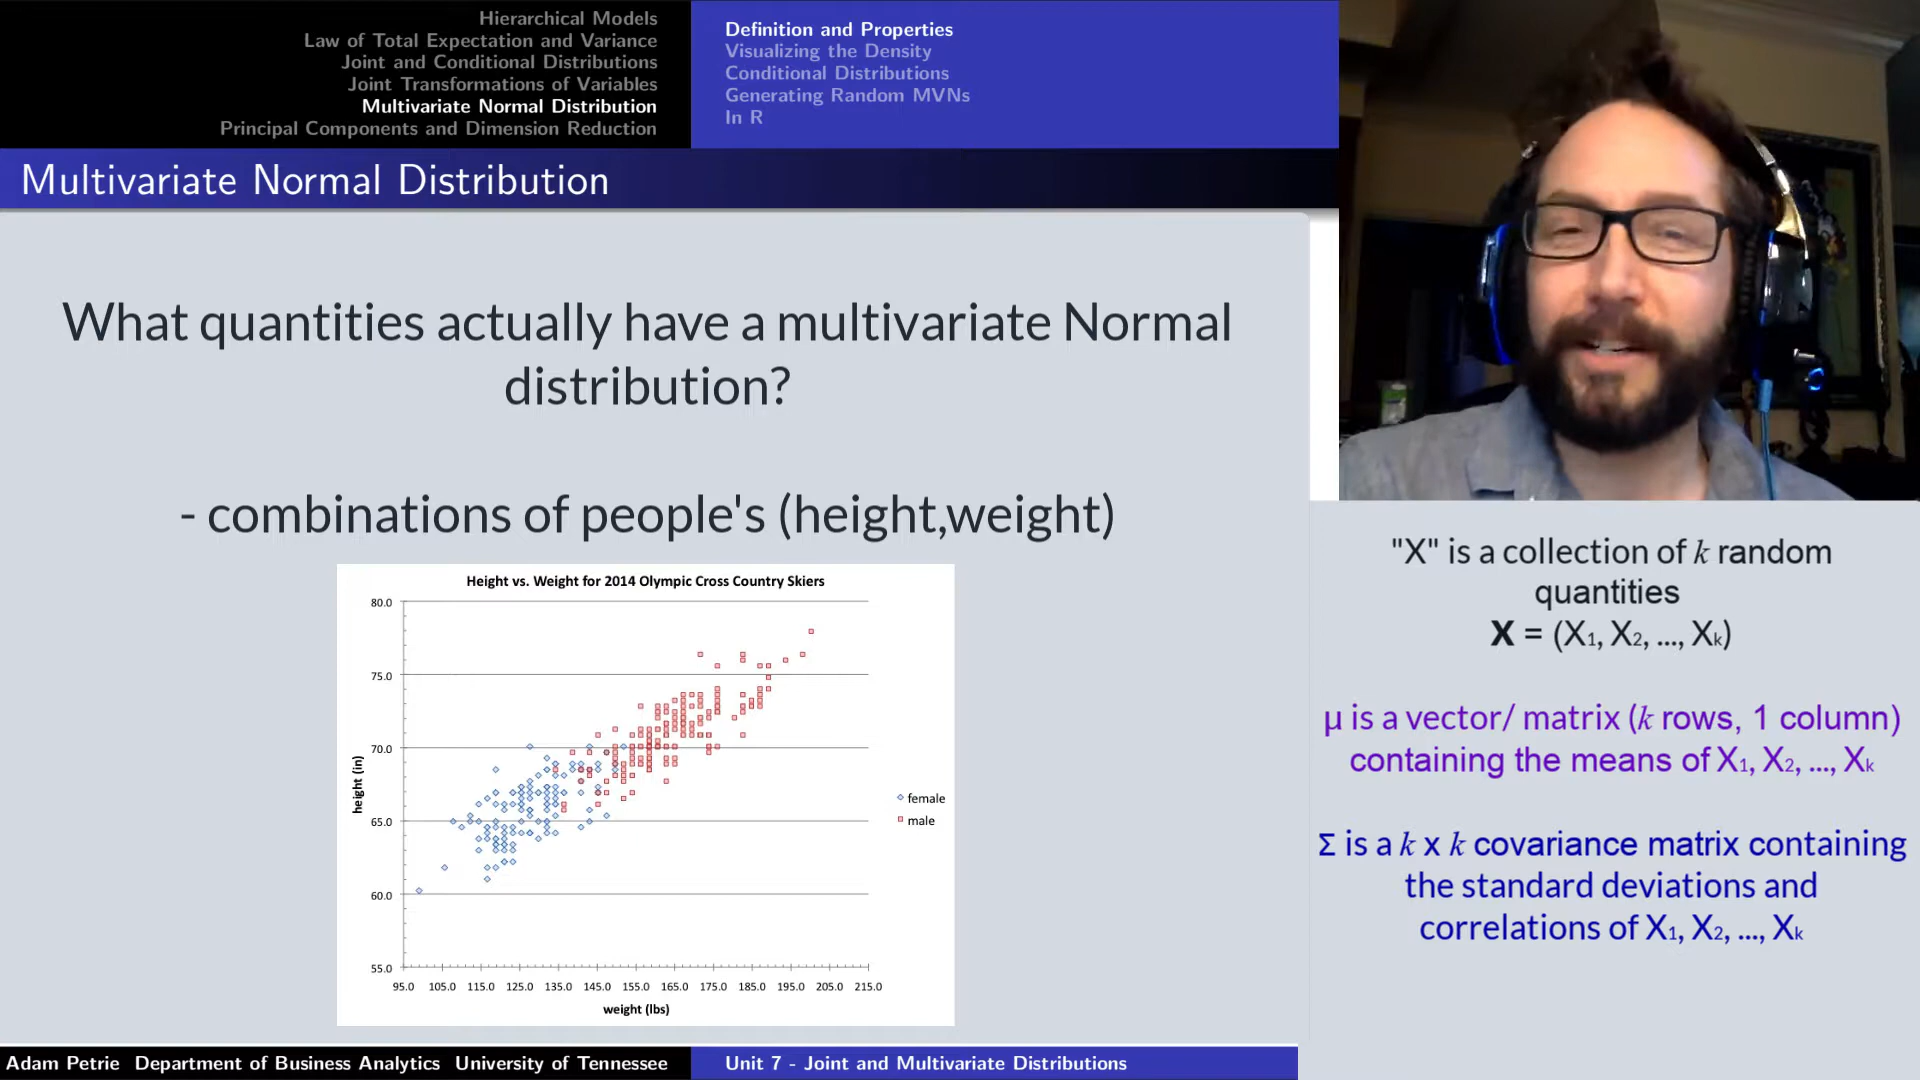 Hierarchical Models
Law of Total Expectation and Variance
Joint and Conditional Distributions
Joint Transformations of Variables
Multivariate Normal Distribution
Principal Components and Dimension Reduction
Definition and Properties
Visualizing the Density
Conditional Distributions
Generating Random MVNs
In R
Multivariate Normal Distribution
What quantities actually have a multivariate Normal
distribution?
- combinations of people's (height,weight)
Height vs. Weight for 2014 Olympic Cross Country Skiers
80.0
75.0
70.0
65.0
60.0
55.0
height (in)
95.0 105.0 115.0 125.0 135.0 145.0 155.0 165.0 175.0 185.0 195.0 205.0 215.0
weight (lbs)
female
male
"X" is a collection of k random
quantities
X = (X₁, X₂, ..., Xₖ)
μ is a vector/ matrix (k rows, 1 column)
containing the means of X₁, X₂, ..., Xₖ
Σ is a k x k covariance matrix containing
the standard deviations and
correlations of X₁, X₂, ..., Xₖ
Adam Petrie Department of Business Analytics University of Tennessee
Unit 7 - Joint and Multivariate Distributions